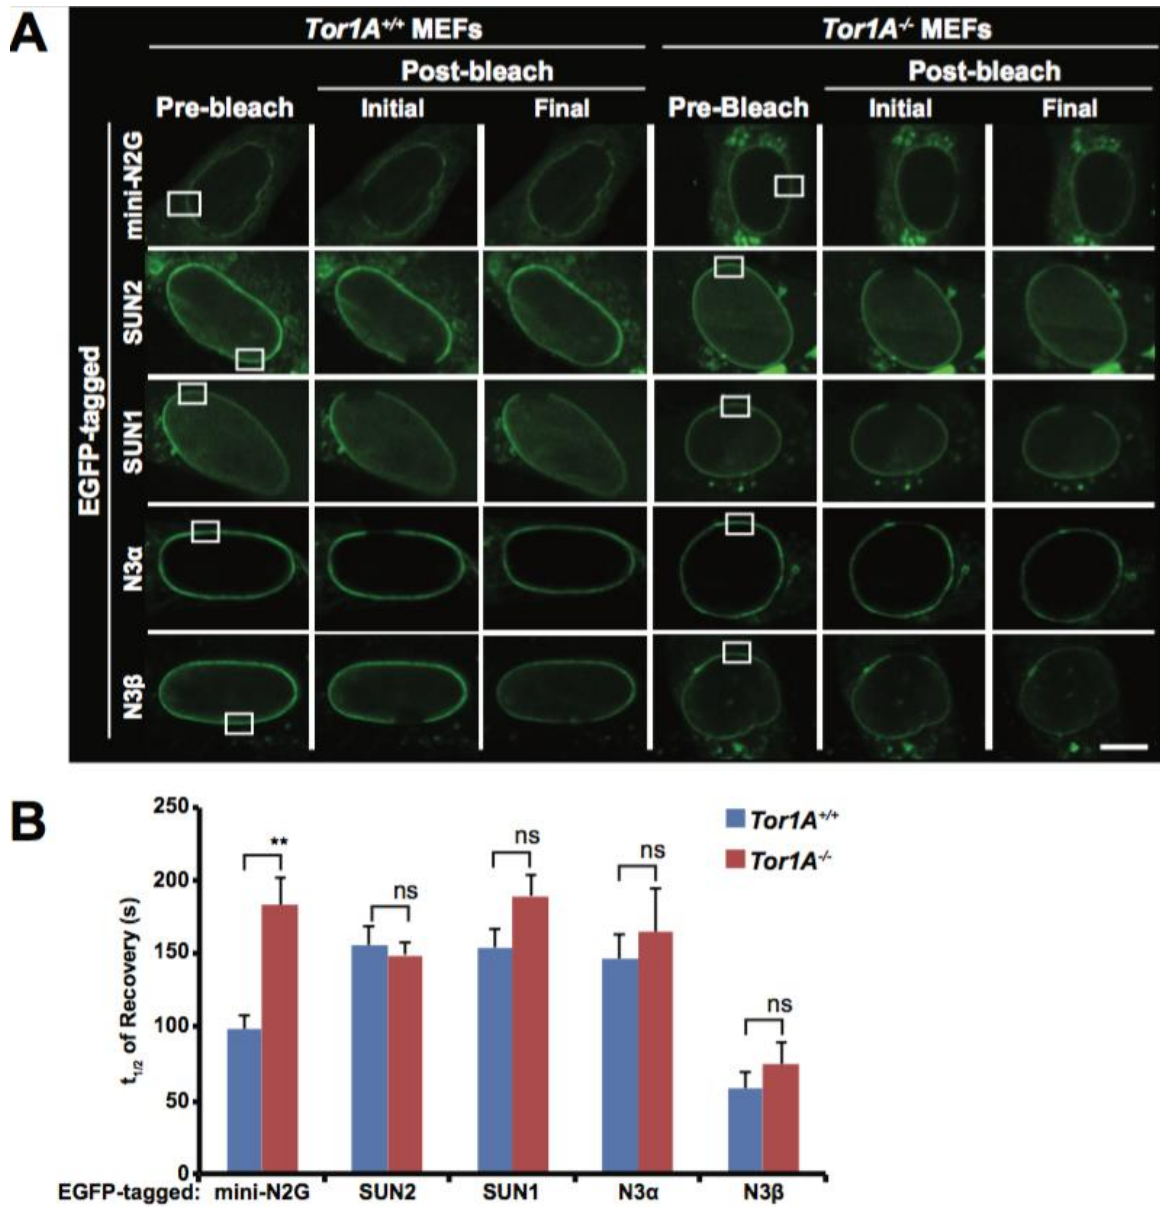 A
Tor1A+/+ MEFs
Tor1A-/- MEFs
Post-bleach
Post-bleach
Pre-bleach
Initial
Final
Pre-Bleach
Initial
Final
EGFP-tagged
mini-N2G
SUN2
SUN1
N3α
N3β
B
t1/2 of Recovery (s)
250
200
150
100
50
0
**
ns
ns
ns
ns
Tor1A+/+
Tor1A-/-
EGFP-tagged: mini-N2G SUN2 SUN1 N3α N3β